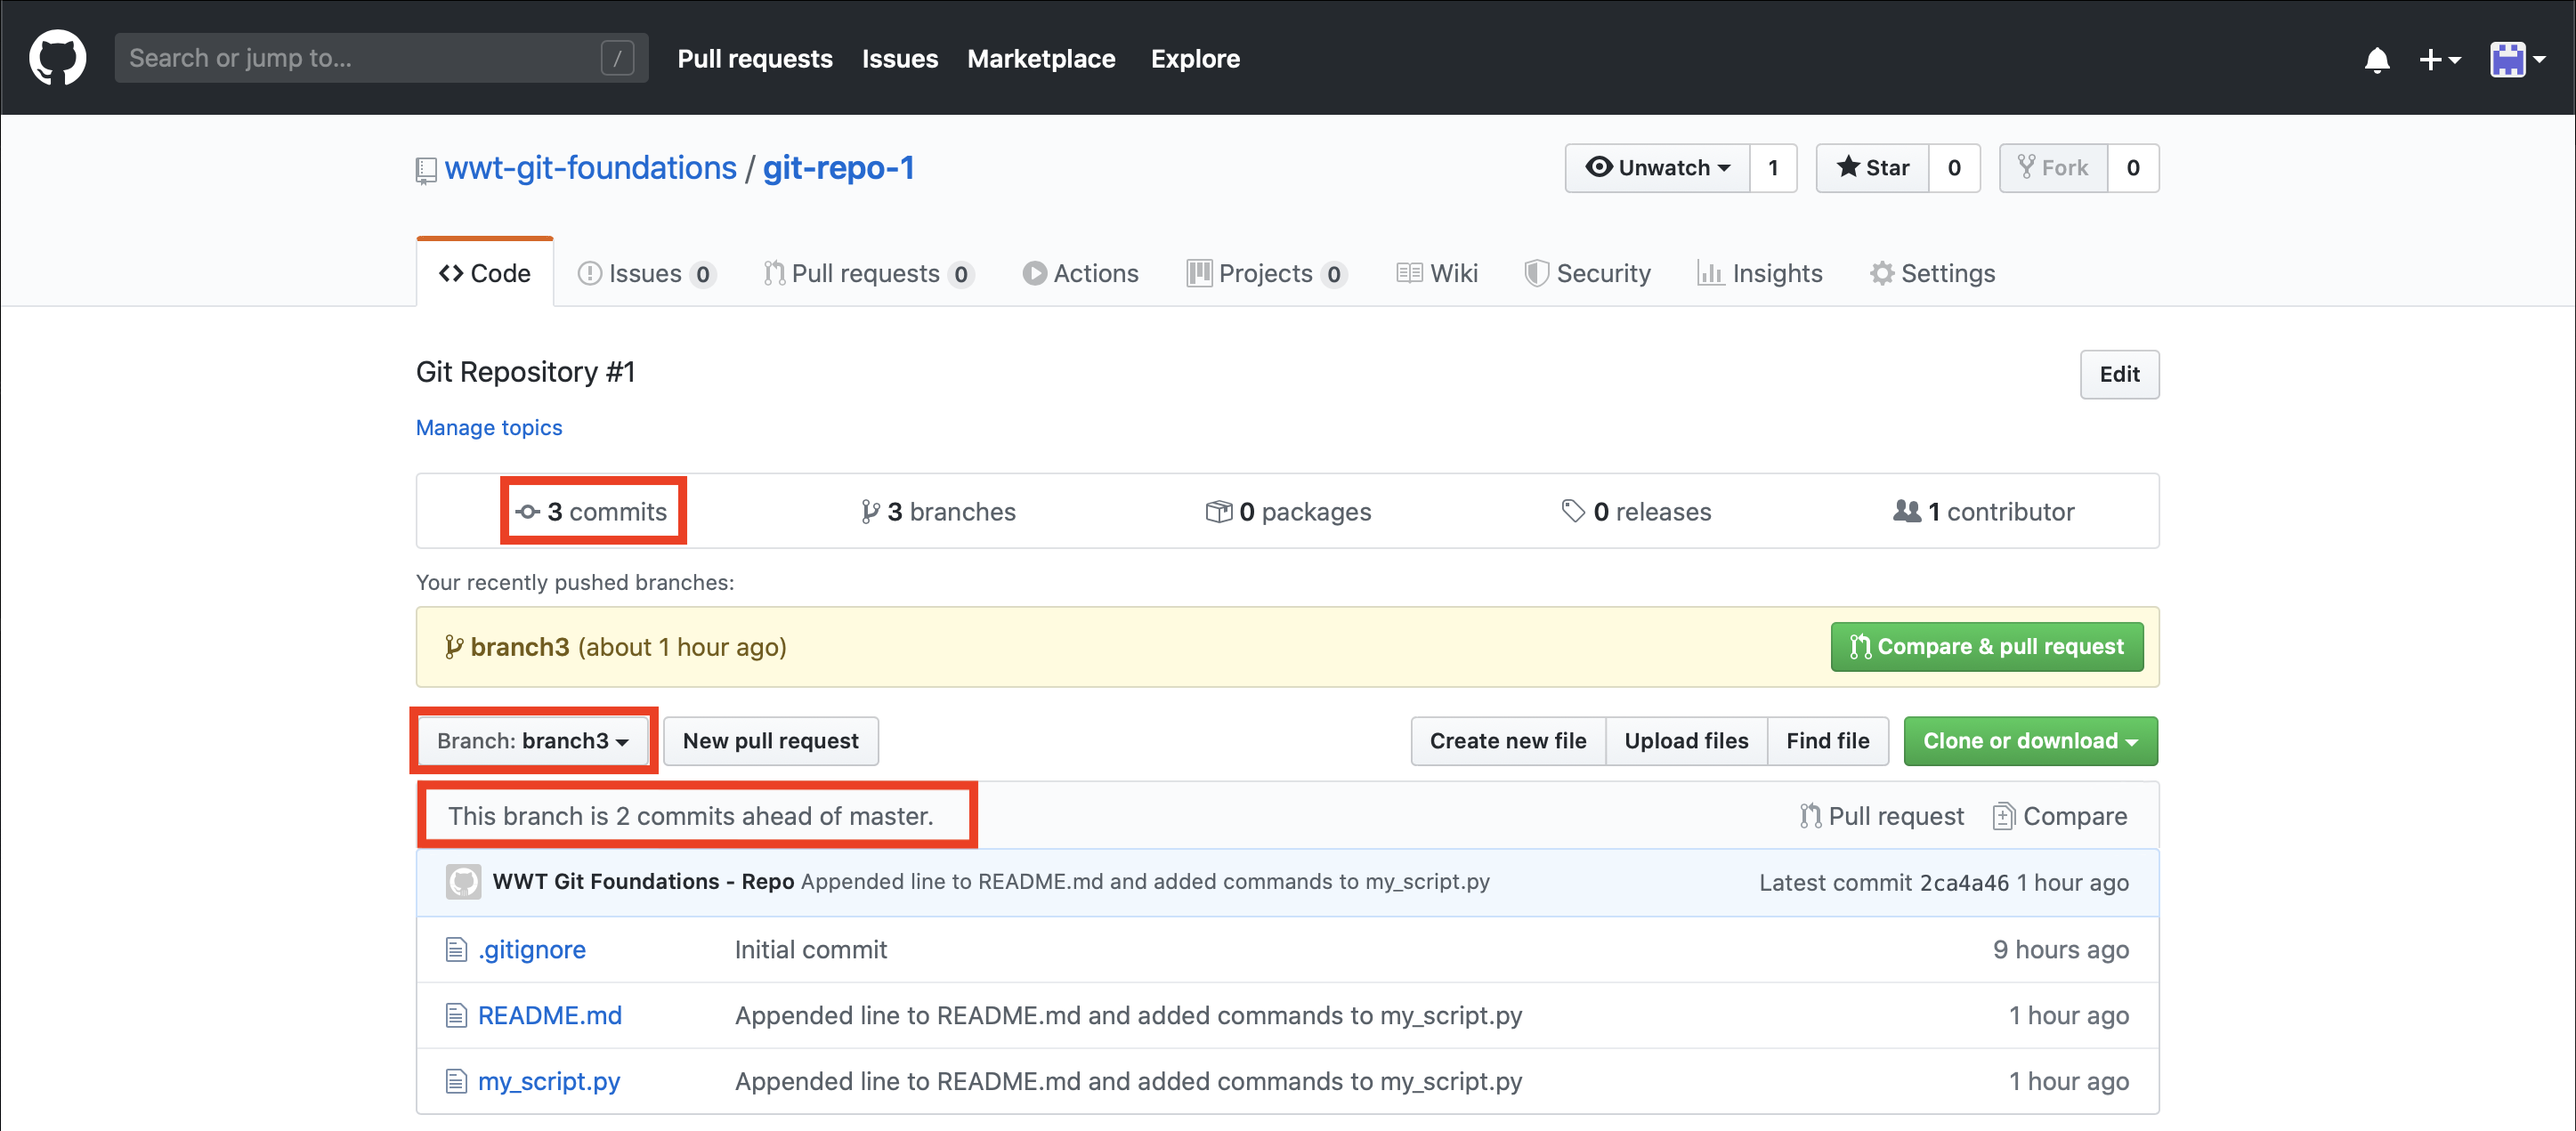 Search or jump to... /
Pull requests Issues Marketplace Explore
wwt-git-foundations / git-repo-1
Unwatch 1 Star 0 Fork 0
Code Issues 0 Pull requests 0 Actions Projects 0 Wiki Security Insights Settings
Git Repository #1
Edit
Manage topics
3 commits 3 branches 0 packages 0 releases 1 contributor
Your recently pushed branches:
branch3 (about 1 hour ago) Compare & pull request
Branch: branch3 New pull request Create new file Upload files Find file Clone or download
This branch is 2 commits ahead of master. Pull request Compare
WWT Git Foundations - Repo Appended line to README.md and added commands to my_script.py Latest commit 2ca4a46 1 hour ago
.gitignore Initial commit 9 hours ago
README.md Appended line to README.md and added commands to my_script.py 1 hour ago
my_script.py Appended line to README.md and added commands to my_script.py 1 hour ago